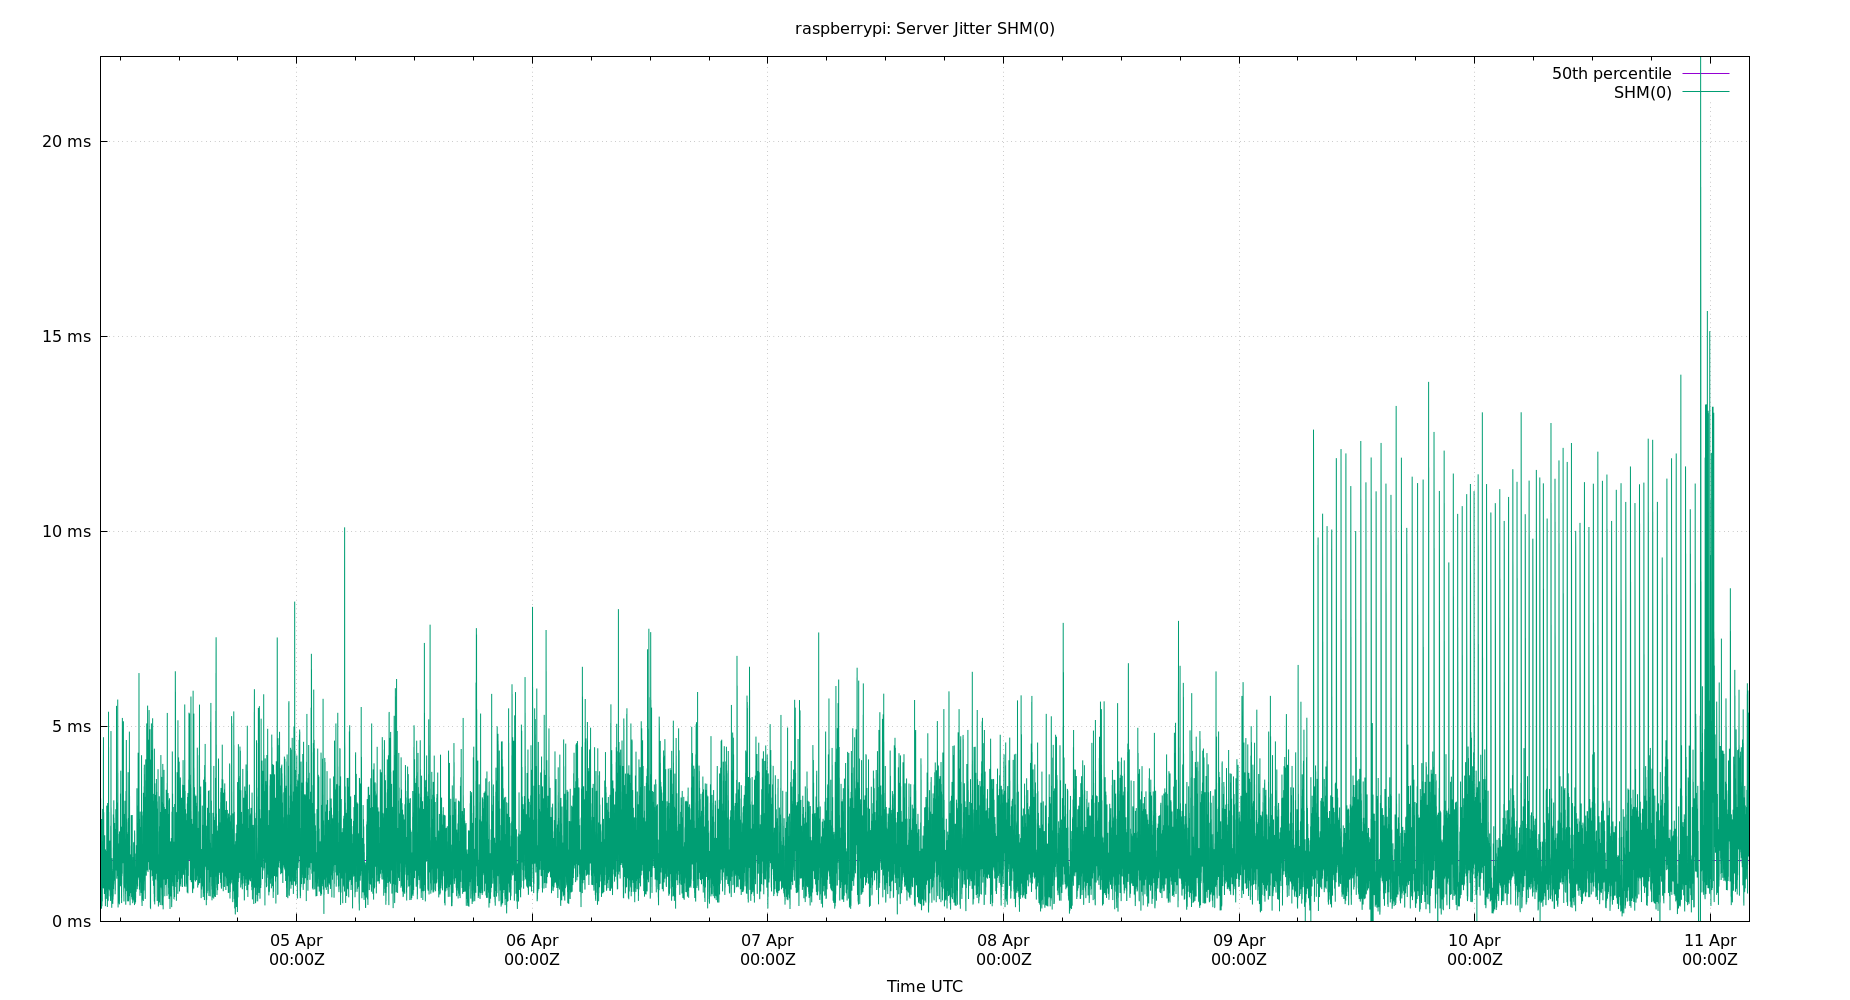 raspberrypi: Server Jitter SHM(0)
50th percentile
SHM(0)
20 ms
15 ms
10 ms
5 ms
0 ms
05 Apr 06 Apr 07 Apr 08 Apr 09 Apr 10 Apr 11 Apr
00:00Z 00:00Z 00:00Z 00:00Z 00:00Z 00:00Z 00:00Z
Time UTC